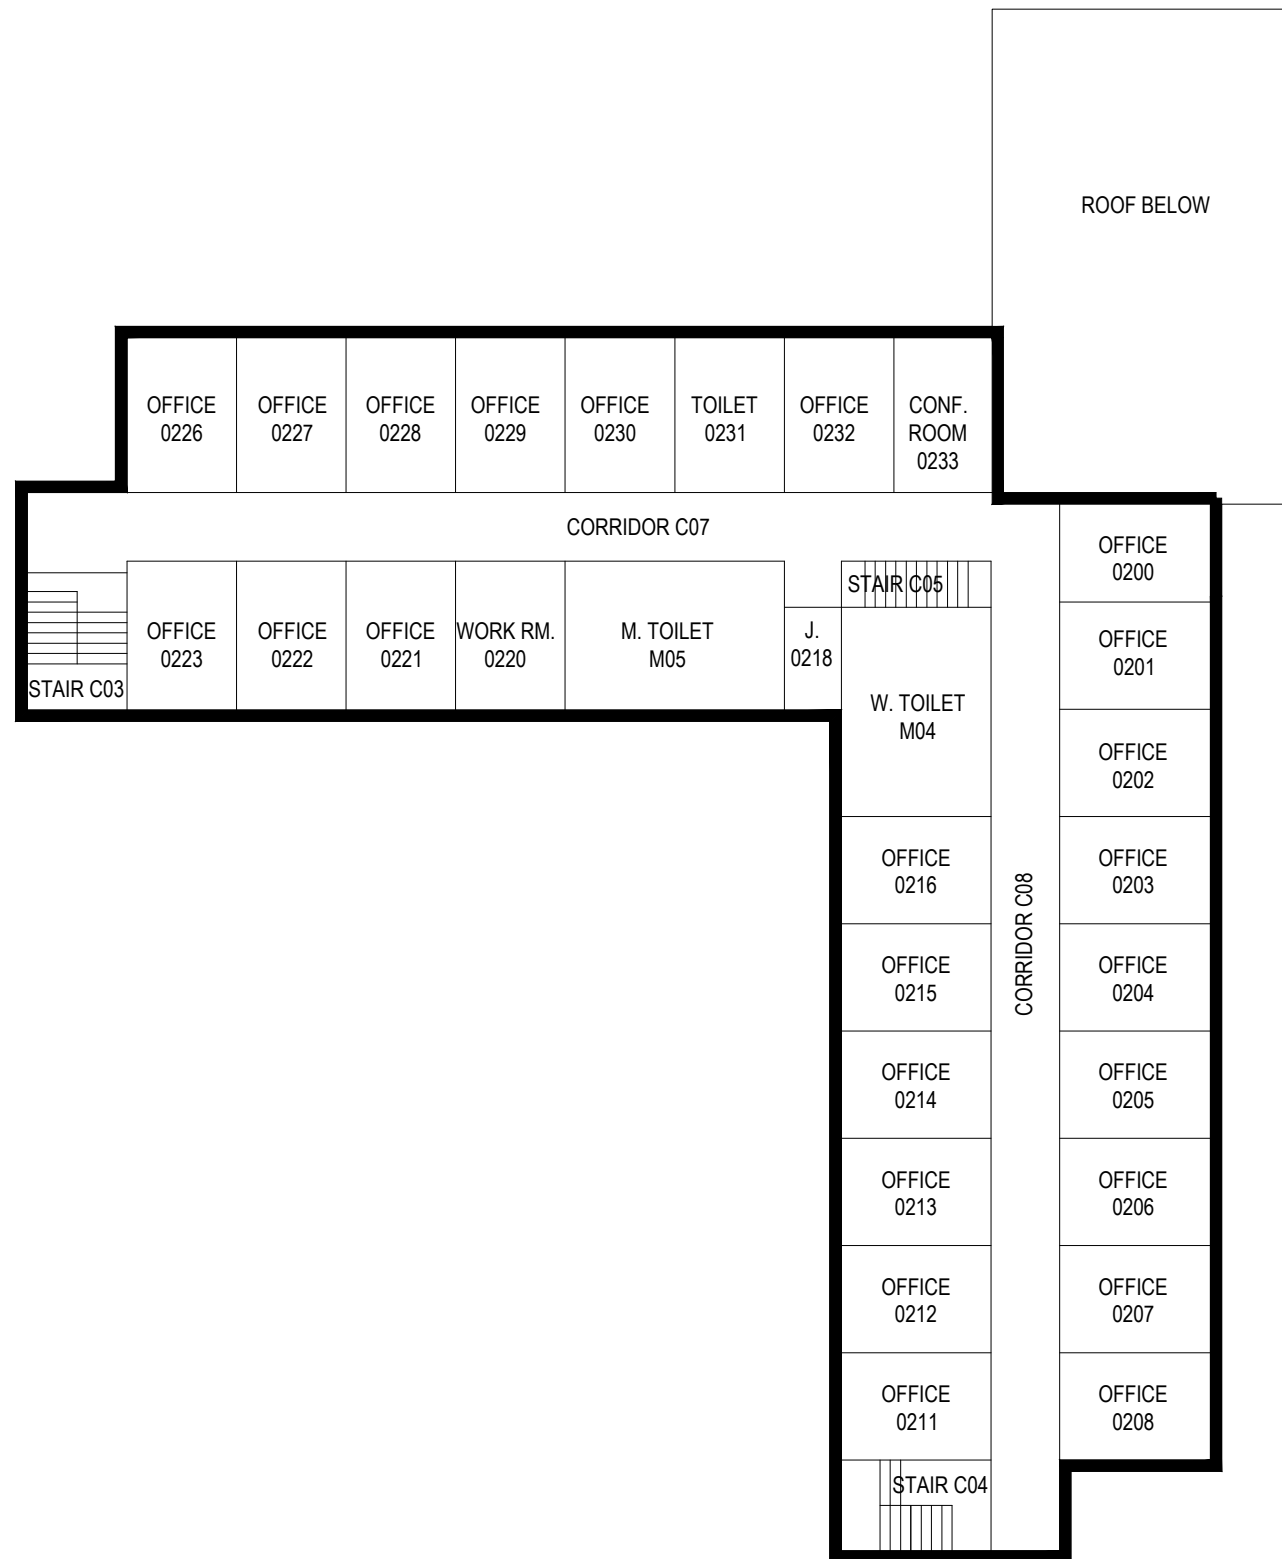 ROOF BELOW
OFFICE
0226
OFFICE
0227
OFFICE
0228
OFFICE
0229
OFFICE
0230
TOILET
0231
OFFICE
0232
CONF.
ROOM
0233
CORRIDOR C07
OFFICE
0200
STAIR C05
OFFICE
0201
STAIR C03
OFFICE
0223
OFFICE
0222
OFFICE
0221
WORK RM.
0220
M. TOILET
M05
J.
0218
W. TOILET
M04
OFFICE
0202
OFFICE
0216
CORRIDOR C08
OFFICE
0203
OFFICE
0215
OFFICE
0204
OFFICE
0214
OFFICE
0205
OFFICE
0213
OFFICE
0206
OFFICE
0212
OFFICE
0207
OFFICE
0211
OFFICE
0208
STAIR C04